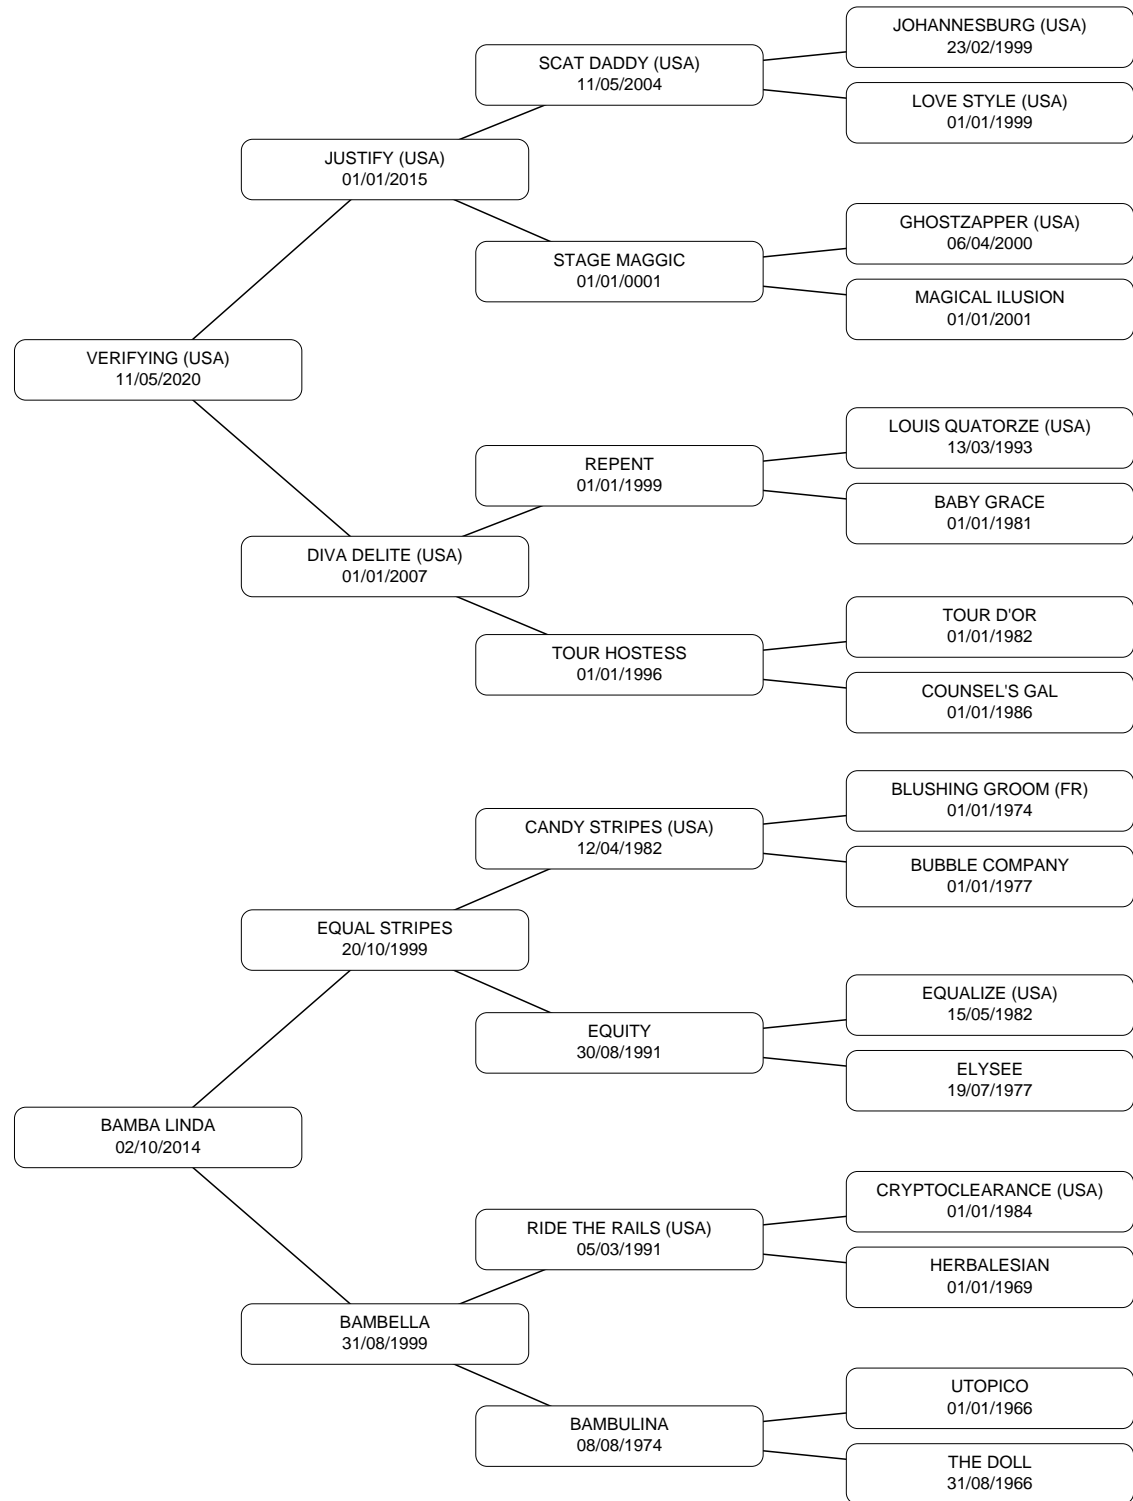 JOHANNESBURG (USA)
23/02/1999
SCAT DADDY (USA)
11/05/2004
LOVE STYLE (USA)
01/01/1999
JUSTIFY (USA)
01/01/2015
GHOSTZAPPER (USA)
06/04/2000
STAGE MAGGIC
01/01/0001
MAGICAL ILUSION
01/01/2001
VERIFYING (USA)
11/05/2020
LOUIS QUATORZE (USA)
13/03/1993
REPENT
01/01/1999
BABY GRACE
01/01/1981
DIVA DELITE (USA)
01/01/2007
TOUR D'OR
01/01/1982
TOUR HOSTESS
01/01/1996
COUNSEL'S GAL
01/01/1986
BLUSHING GROOM (FR)
01/01/1974
CANDY STRIPES (USA)
12/04/1982
BUBBLE COMPANY
01/01/1977
EQUAL STRIPES
20/10/1999
EQUALIZE (USA)
15/05/1982
EQUITY
30/08/1991
ELYSEE
19/07/1977
BAMBA LINDA
02/10/2014
CRYPTOCLEARANCE (USA)
01/01/1984
RIDE THE RAILS (USA)
05/03/1991
HERBALESIAN
01/01/1969
BAMBELLA
31/08/1999
UTOPICO
01/01/1966
BAMBULINA
08/08/1974
THE DOLL
31/08/1966